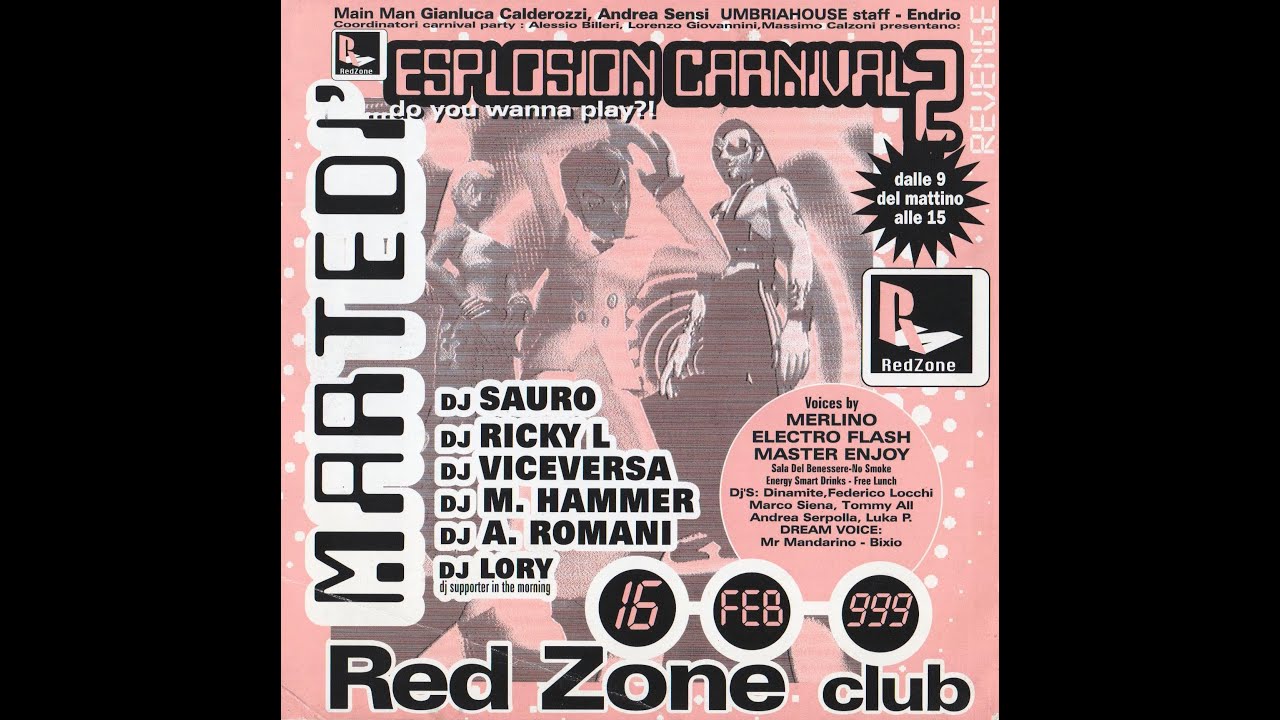 Main Man Gianluca Calderozzi, Andrea Sensi UMBRIAHOUSE staff - Endrio
Coordinatori carnival party : Alessio Billeri, Lorenzo Giovannini,Massimo Calzoni presentano:
RedZone
ESPLOSION CARNIVAL 2
REVENGE
...do you wanna play?!
MARTEDI'
dalle 9
del mattino
alle 15
RedZone
DJ SAURO
DJ RICKY L
DJ VICEVERSA
DJ M. HAMMER
DJ A. ROMANI
DJ LORY
dj supporter in the morning
Voices by
MERLINO
ELECTRO FLASH
MASTER ENJOY
Sala Del Benessere-No Smoke
Energy Smart Drinks - Free Lunch
Dj'S: Dinamite,Federico Locchi
Marco Siena, Tommy All
Andrea Serpolla, Luka P.
DREAM VOICE:
Mr Mandarino - Bixio
16 - FEB - 999
Red Zone club